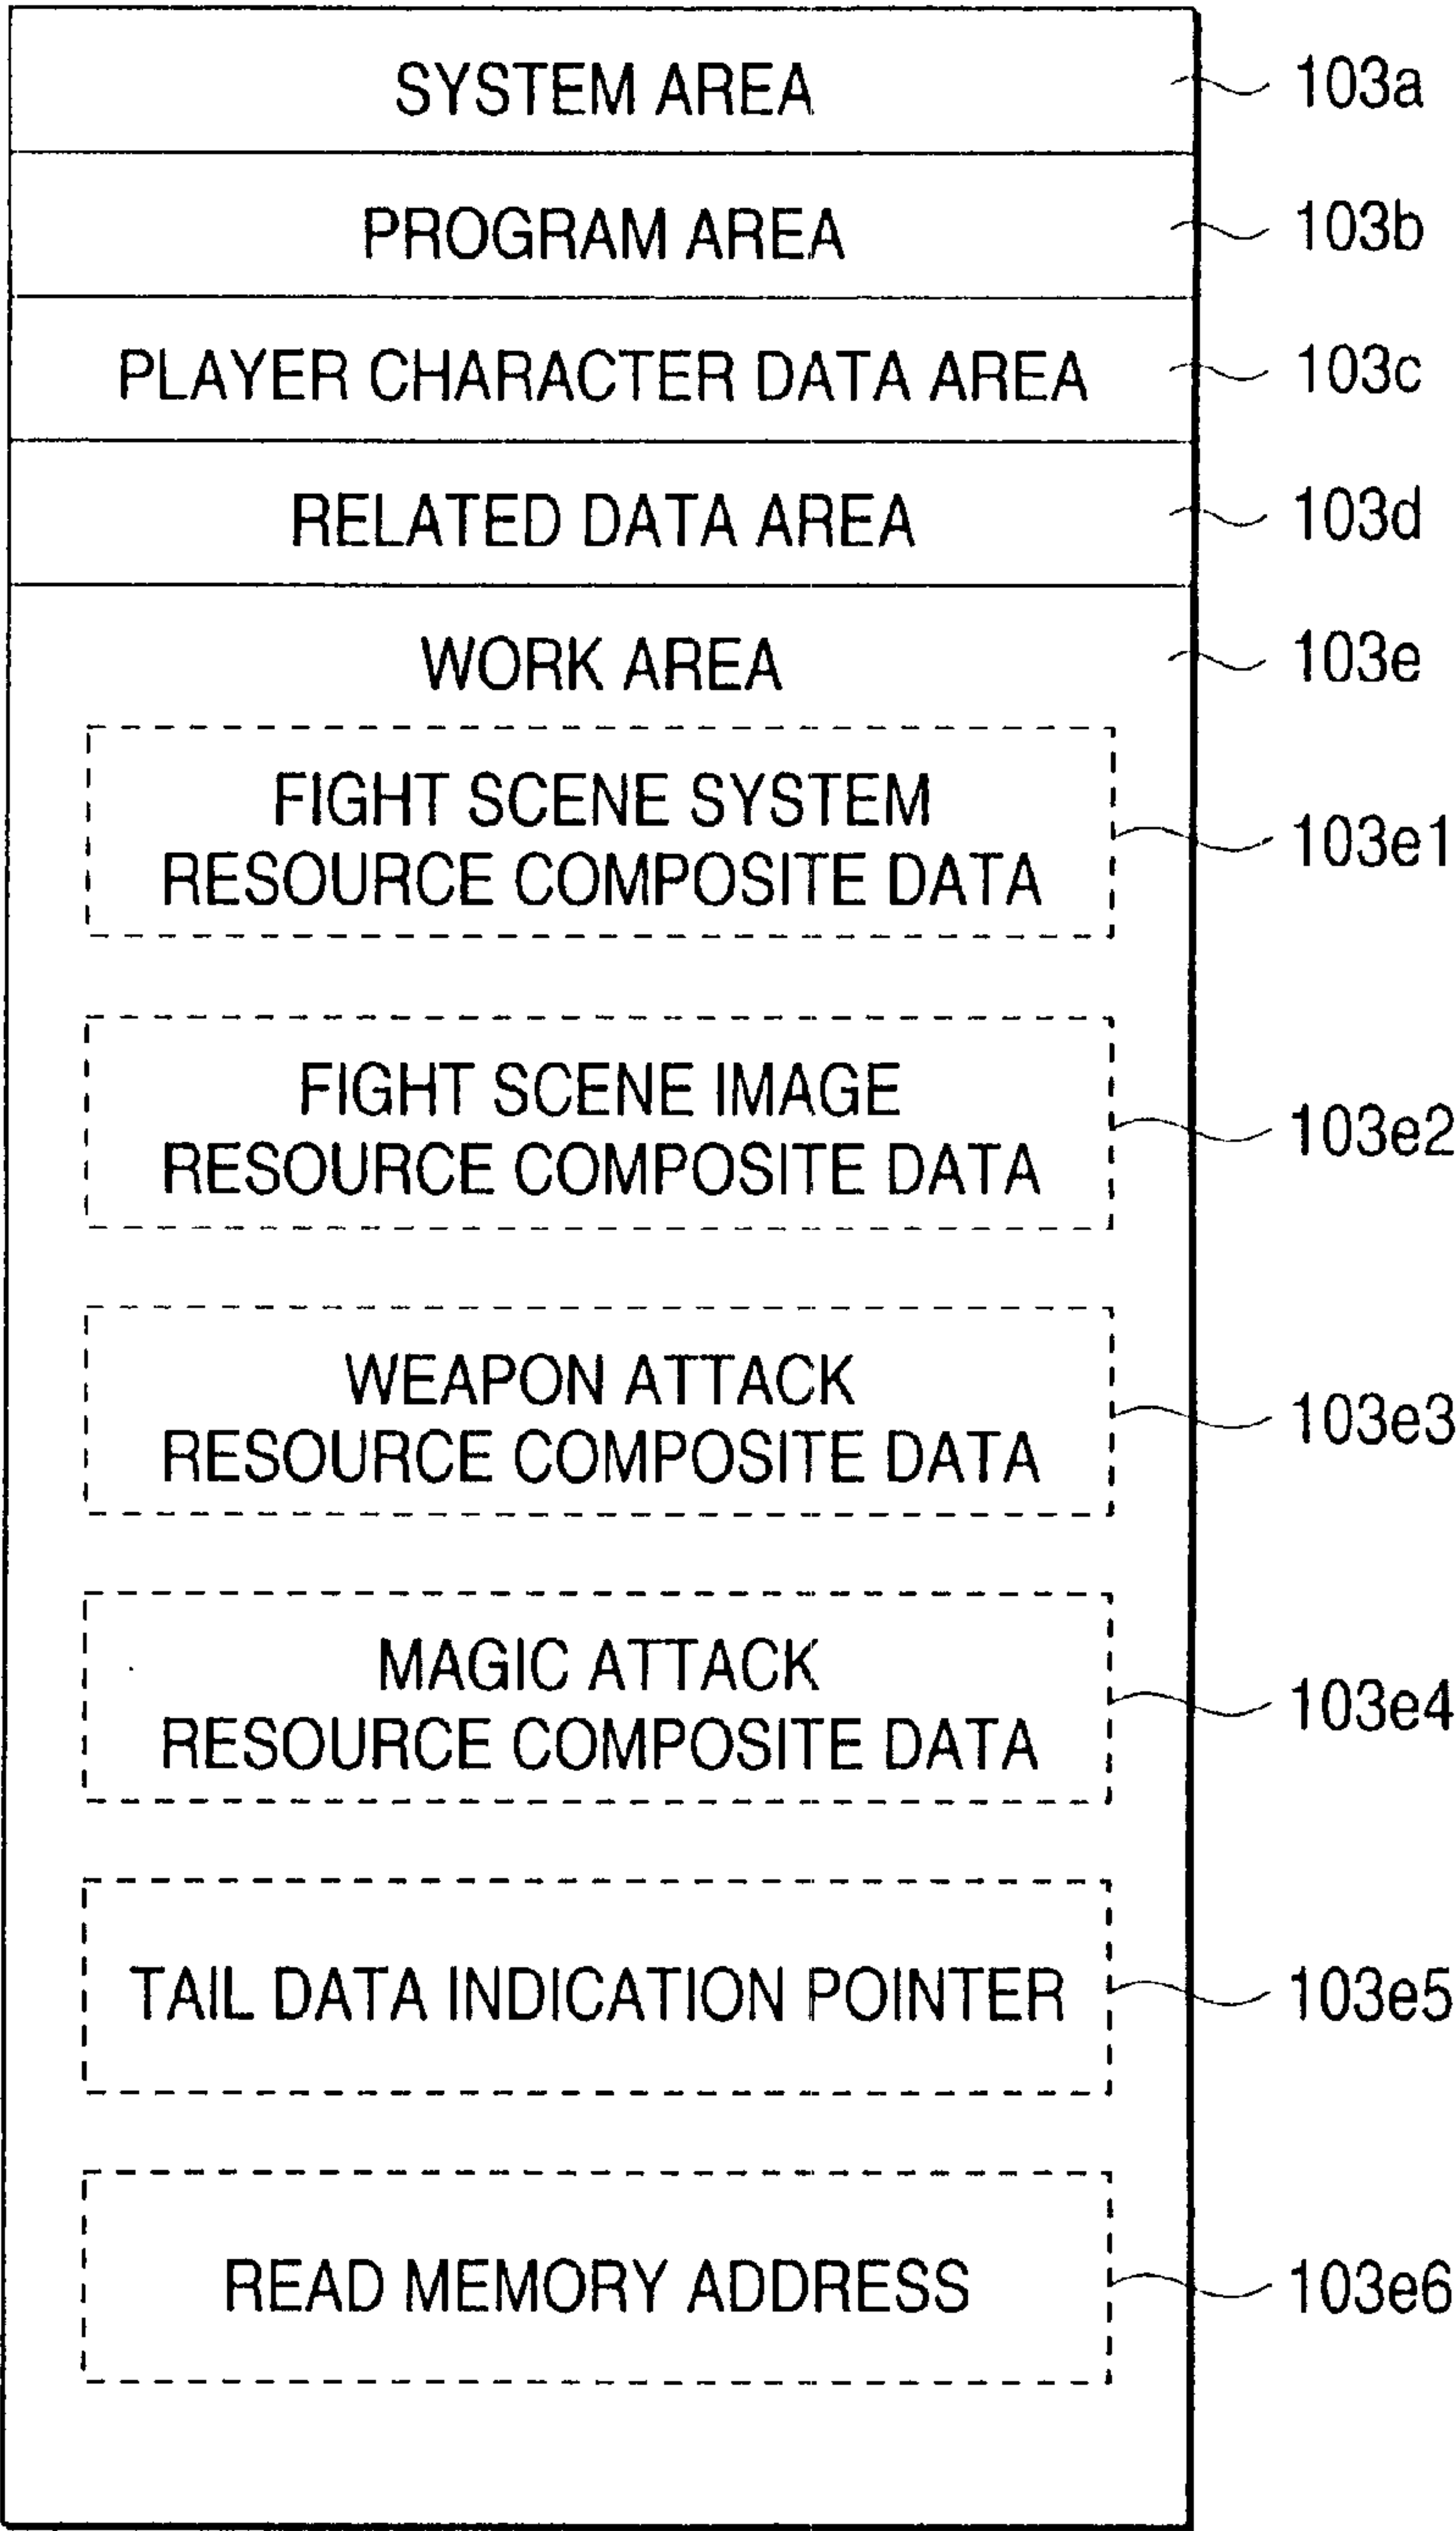 SYSTEM AREA 103a
PROGRAM AREA 103b
PLAYER CHARACTER DATA AREA 103c
RELATED DATA AREA 103d
WORK AREA 103e
FIGHT SCENE SYSTEM
RESOURCE COMPOSITE DATA
103e1
FIGHT SCENE IMAGE
RESOURCE COMPOSITE DATA
103e2
WEAPON ATTACK
RESOURCE COMPOSITE DATA
103e3
MAGIC ATTACK
RESOURCE COMPOSITE DATA
103e4
TAIL DATA INDICATION POINTER 103e5
READ MEMORY ADDRESS 103e6